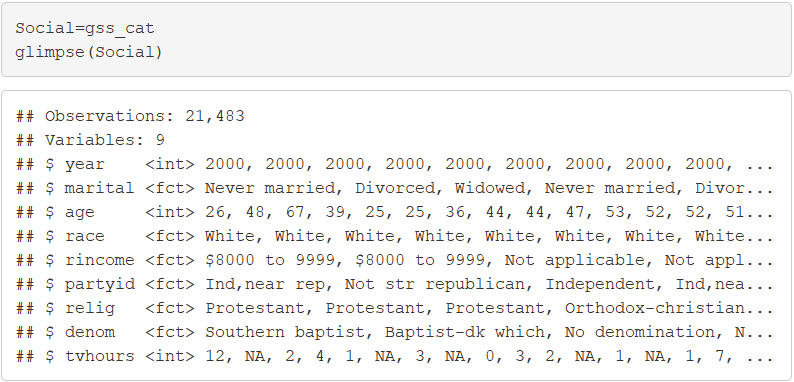 Social=gss_cat
glimpse(Social)
## Observations: 21,483
## Variables: 9
## $ year    <int> 2000, 2000, 2000, 2000, 2000, 2000, 2000, 2000, 2000, ...
## $ marital <fct> Never married, Divorced, Widowed, Never married, Divor...
## $ age     <int> 26, 48, 67, 39, 25, 25, 36, 44, 44, 47, 53, 52, 52, 51...
## $ race    <fct> White, White, White, White, White, White, White, White...
## $ rincome <fct> $8000 to 9999, $8000 to 9999, Not applicable, Not appl...
## $ partyid <fct> Ind,near rep, Not str republican, Independent, Ind,nea...
## $ relig   <fct> Protestant, Protestant, Protestant, Orthodox-christian...
## $ denom   <fct> Southern baptist, Baptist-dk which, No denomination, N...
## $ tvhours <int> 12, NA, 2, 4, 1, NA, 3, NA, 0, 3, 2, NA, 1, NA, 1, 7, ...